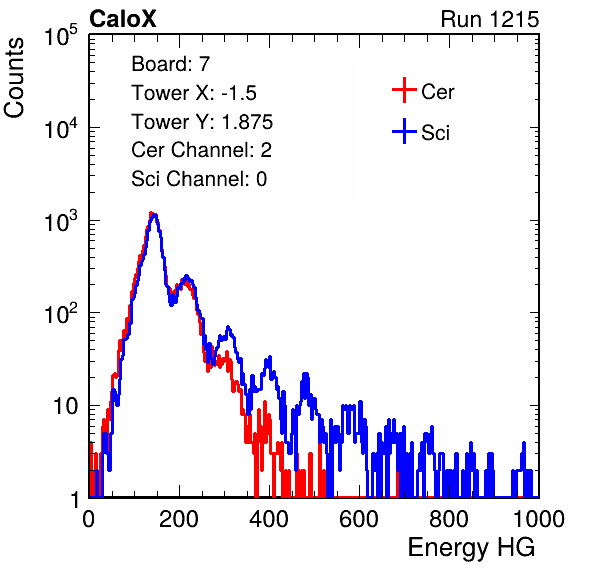 CaloX Run 1215
Counts
10^5
10^4
10^3
10^2
10
1
Board: 7
Tower X: -1.5
Tower Y: 1.875
Cer Channel: 2
Sci Channel: 0
Cer
Sci
0 200 400 600 800 1000
Energy HG